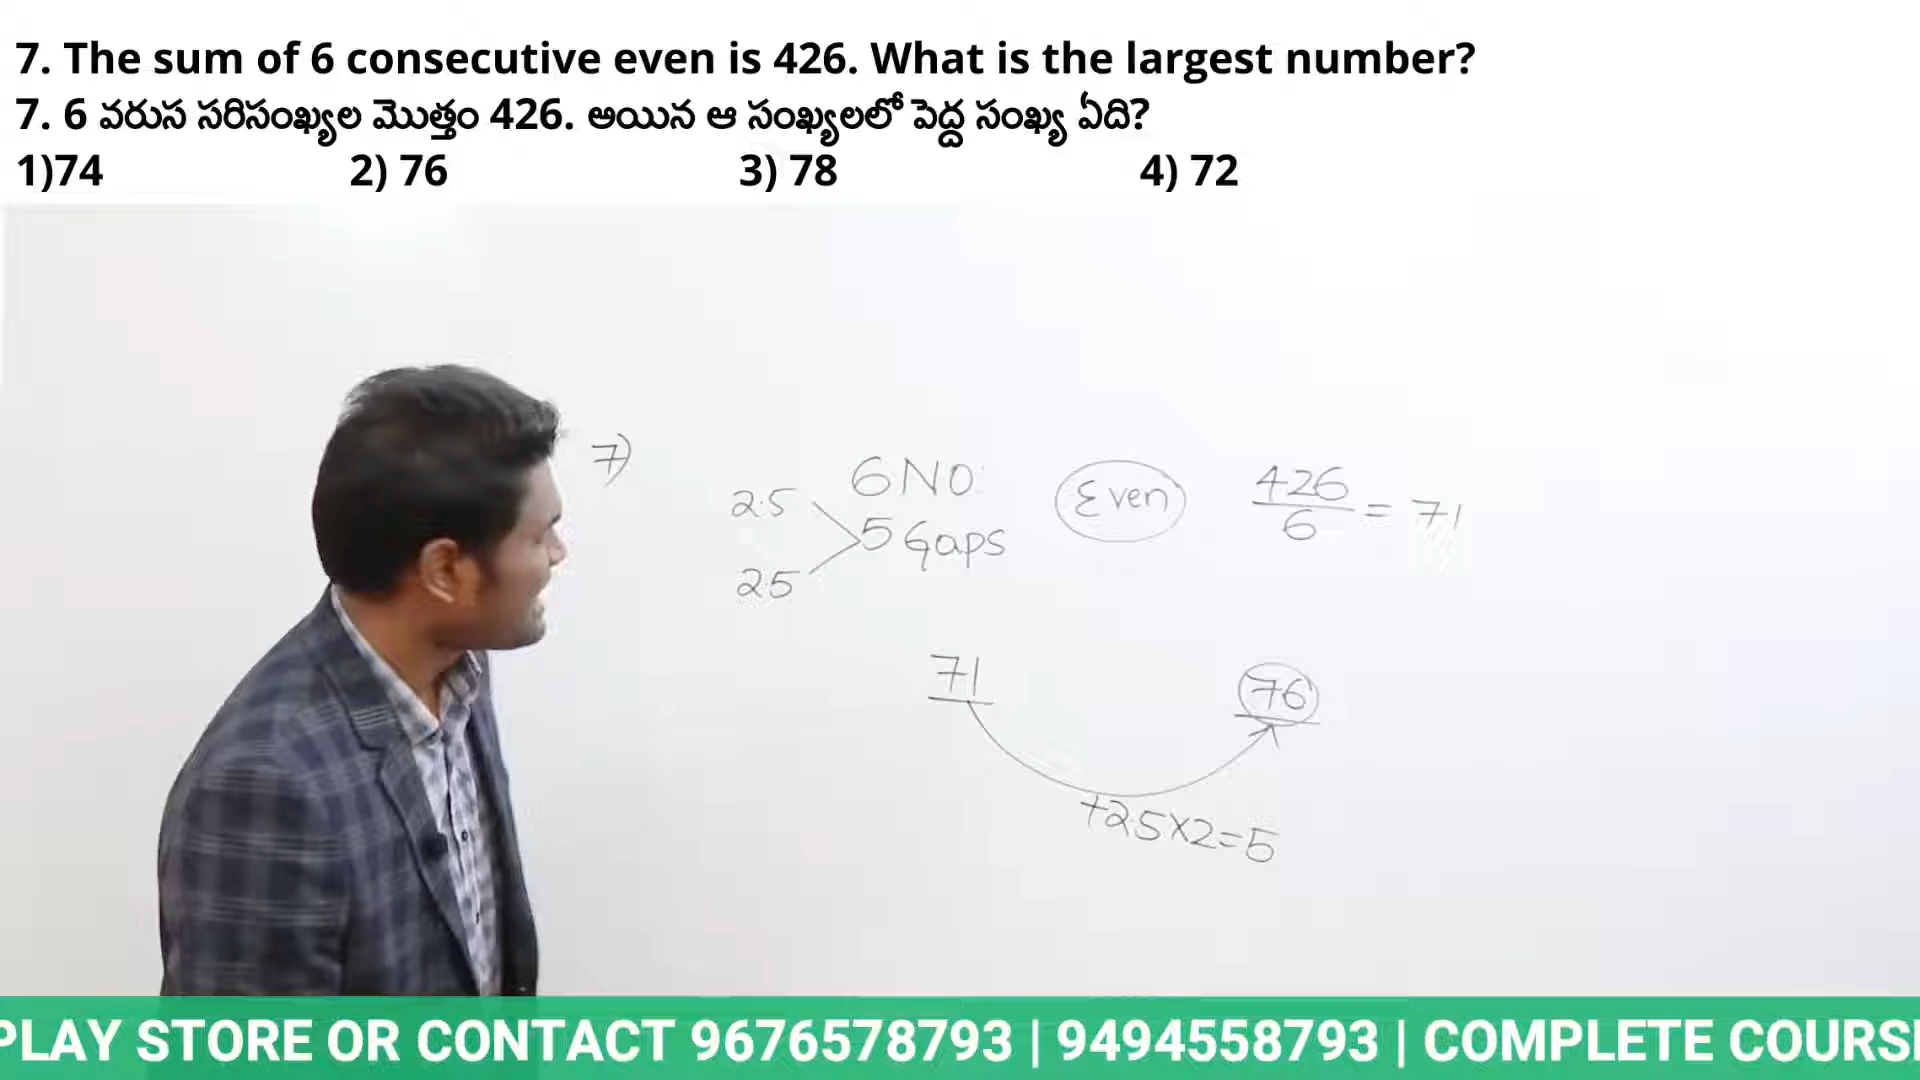 7. The sum of 6 consecutive even is 426. What is the largest number?
7. 6 వరుస సరిసంఖ్యల మొత్తం 426. అయిన ఆ సంఖ్యలలో పెద్ద సంఖ్య ఏది?
1)74 2) 76 3) 78 4) 72
7)
6 NO:
2.5
5 Gaps
2.5
Even
426/6 = 71
71
76
+2.5×2=5
PLAY STORE OR CONTACT 9676578793 | 9494558793 | COMPLETE COURS